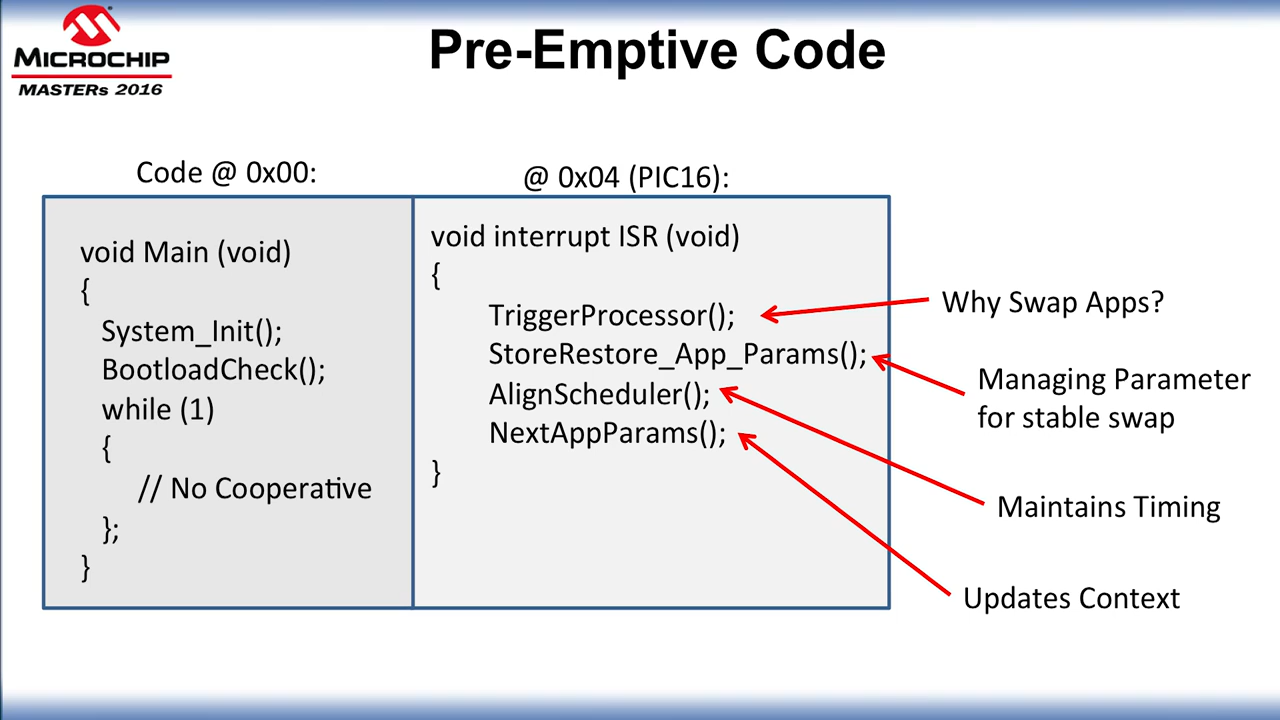 MICROCHIP
MASTERs 2016
Pre-Emptive Code
Code @ 0x00:
void Main (void)
{
System_Init();
BootloadCheck();
while (1)
{
// No Cooperative
};
}
@ 0x04 (PIC16):
void interrupt ISR (void)
{
TriggerProcessor();
StoreRestore_App_Params();
AlignScheduler();
NextAppParams();
}
Why Swap Apps?
Managing Parameter
for stable swap
Maintains Timing
Updates Context